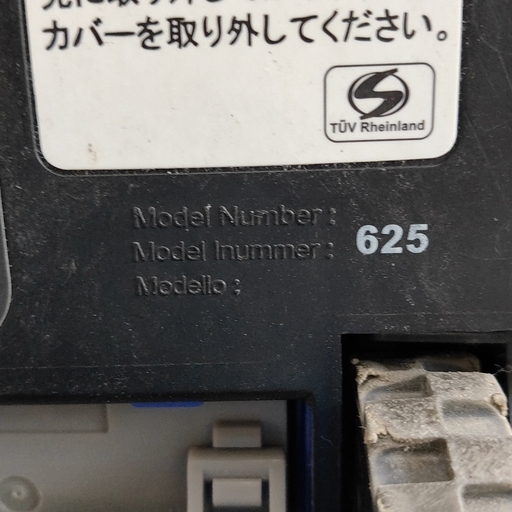 カバーを取り外してください。
TÜV Rheinland
Model Number:
Model Inummer: 625
Modello: